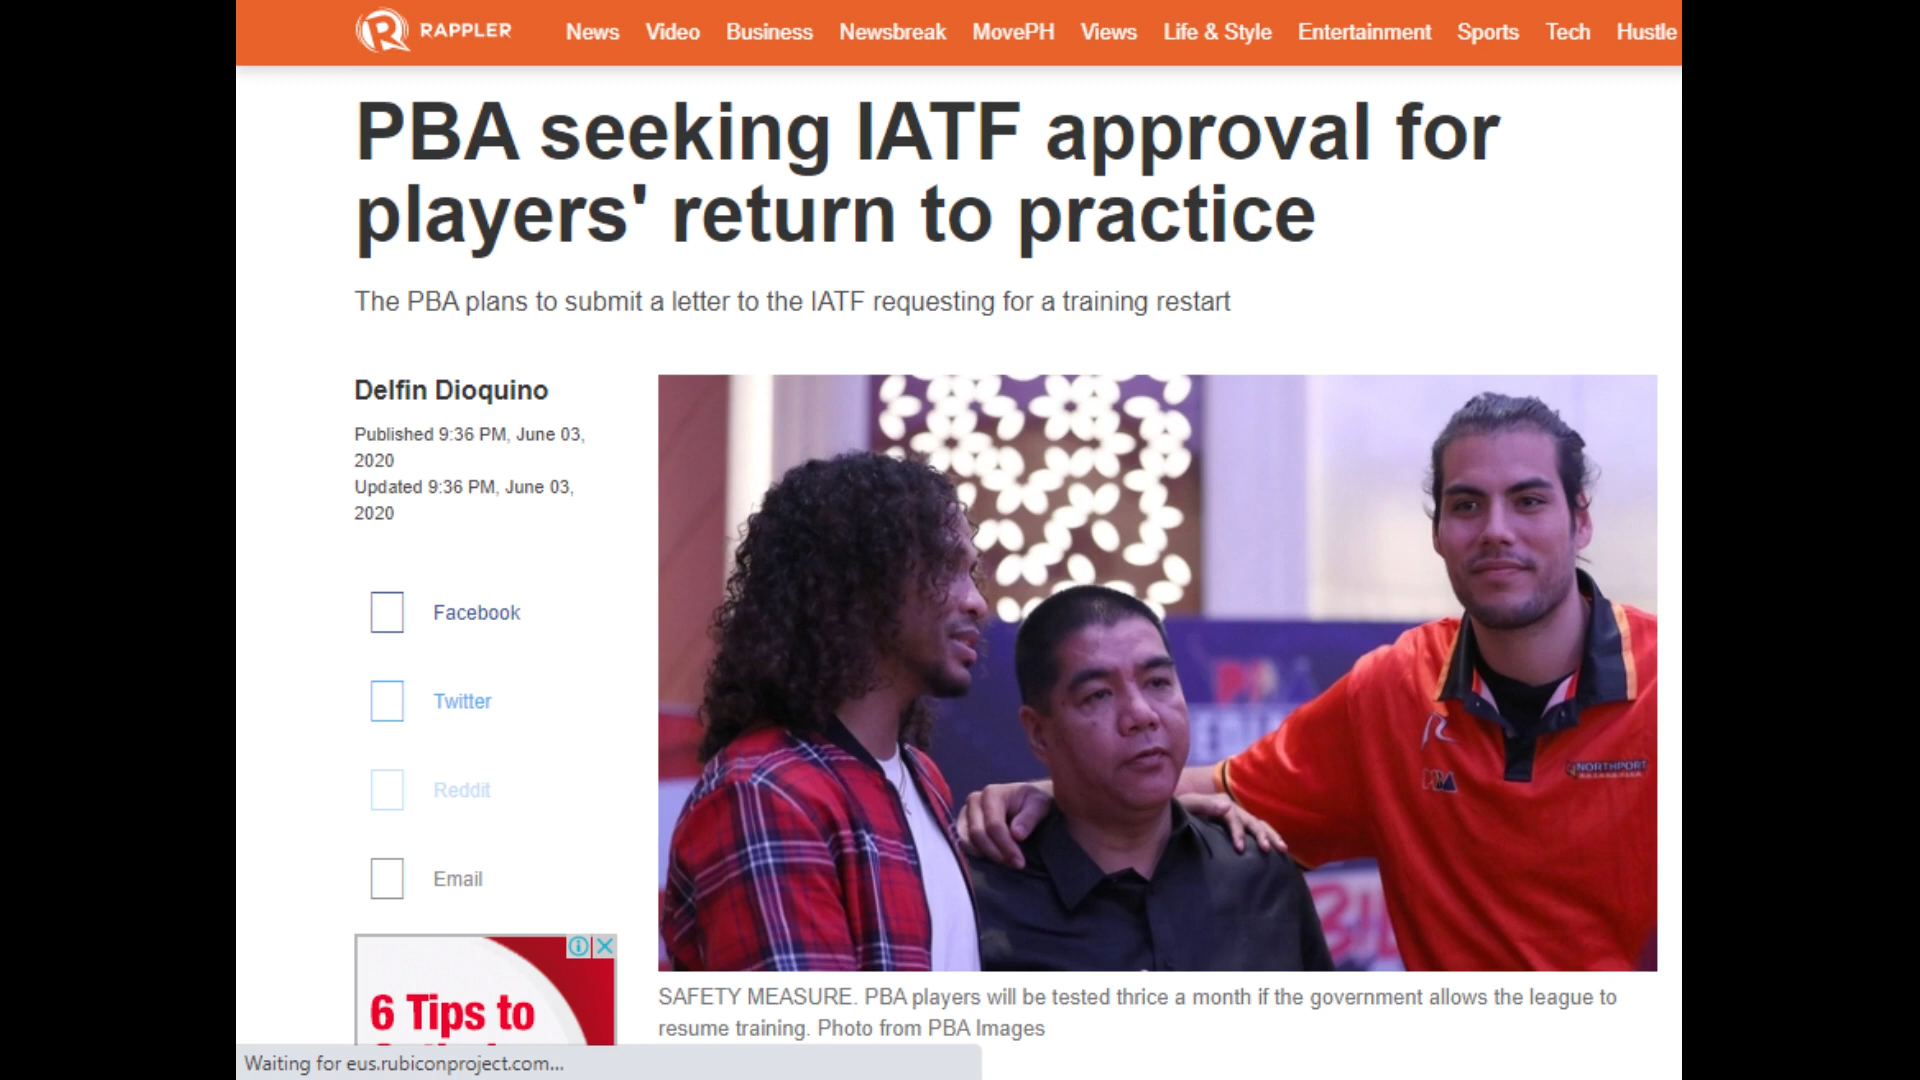 RAPPLER
News Video Business Newsbreak MovePH Views Life & Style Entertainment Sports Tech Hustle
PBA seeking IATF approval for
players' return to practice
The PBA plans to submit a letter to the IATF requesting for a training restart
Delfin Dioquino
Published 9:36 PM, June 03,
2020
Updated 9:36 PM, June 03,
2020
Facebook
Twitter
Reddit
Email
PBA
NORTHPORT
PBA
6 Tips to
SAFETY MEASURE. PBA players will be tested thrice a month if the government allows the league to
resume training. Photo from PBA Images
Waiting for eus.rubiconproject.com...